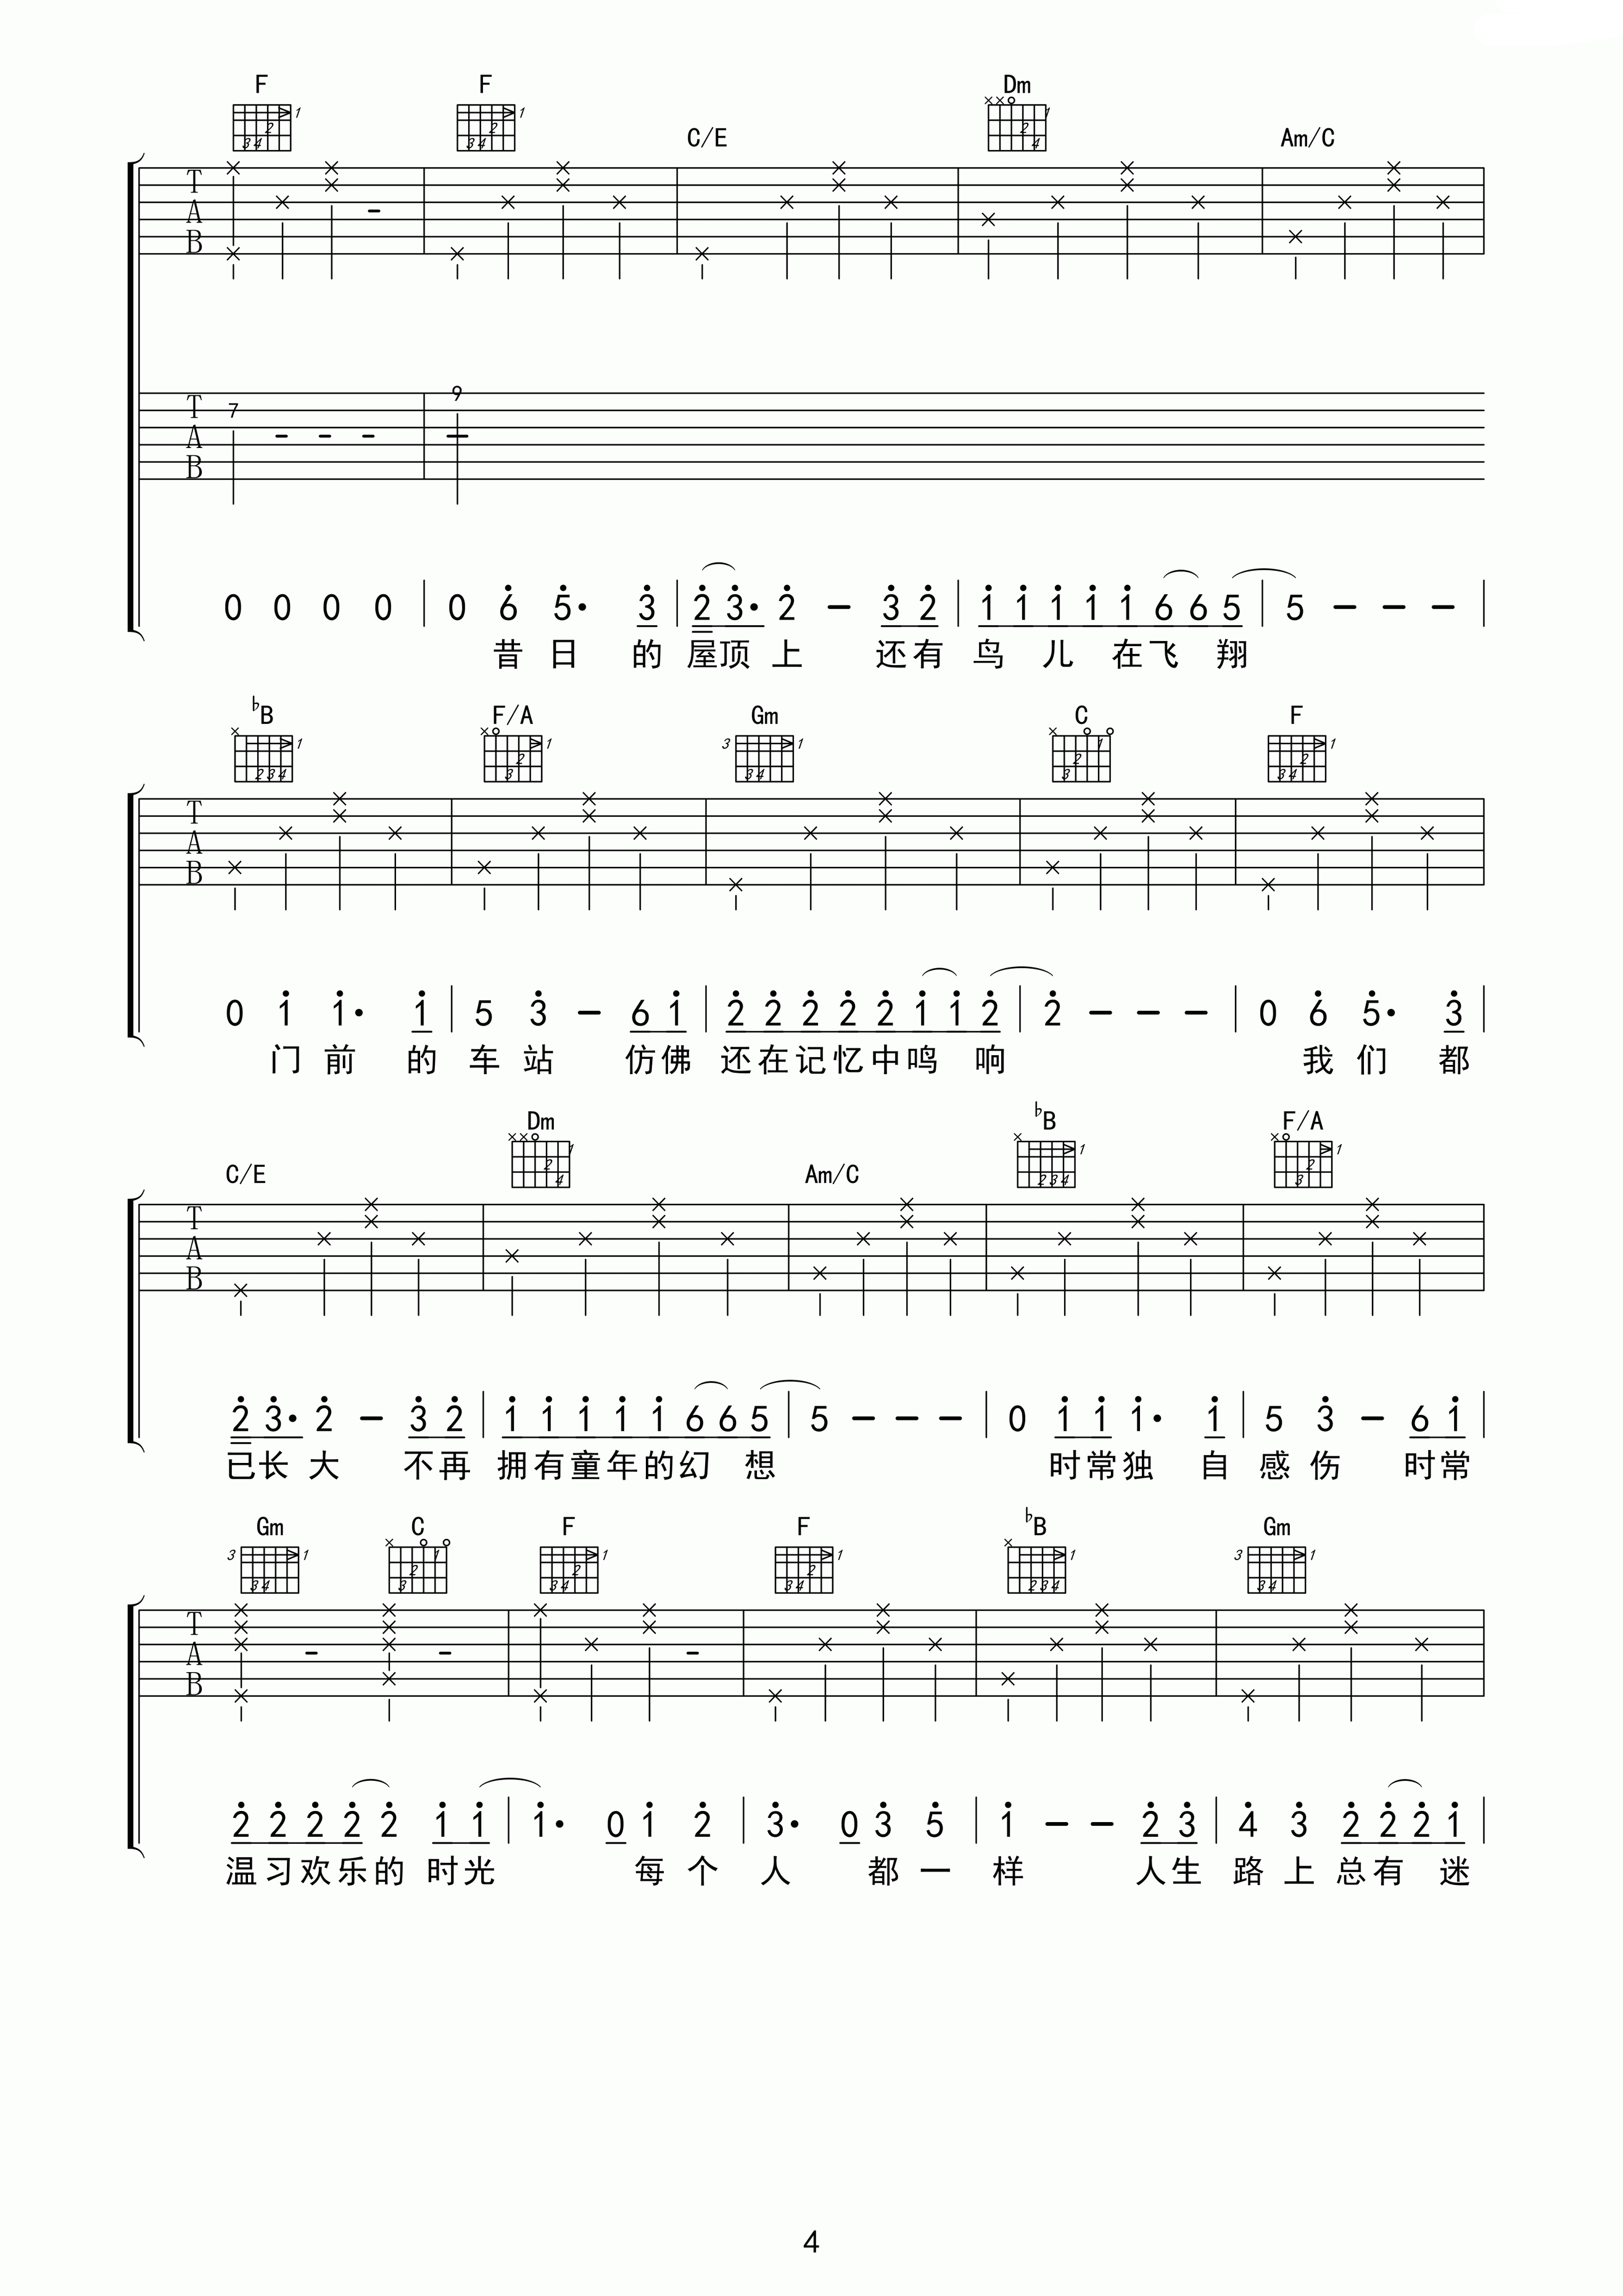 F F C/E Dm Am/C
T A B
7 - - - 9 -
T A B
0 0 0 0 | 0 6 5· 3 | 2 3· 2 - 3 2 | 1 1 1 1 1 6 6 5 | 5 - - - |
昔 日 的 屋顶 上 还有 鸟 儿 在飞 翔
♭B F/A Gm C F
T A B
0 1 1· 1 | 5 3 - 6 1 | 2 2 2 2 2 1 1 2 | 2 - - - | 0 6 5· 3 |
门 前 的 车 站 仿佛 还在记忆中鸣 响 我 们 都
C/E Dm Am/C ♭B F/A
T A B
2 3· 2 - 3 2 | 1 1 1 1 1 6 6 5 | 5 - - - | 0 1 1 1· 1 | 5 3 - 6 1 |
已长 大 不再 拥有童年的幻 想 时常独 自 感 伤 时常
Gm C F F ♭B Gm
T A B
2 2 2 2 2 1 1 | 1· 0 1 2 | 3· 0 3 5 | 1 - - 2 3 | 4 3 2 2 2 1 |
温习欢乐的 时光 每 个 人 都 一 样 人生 路 上 总有 迷
4